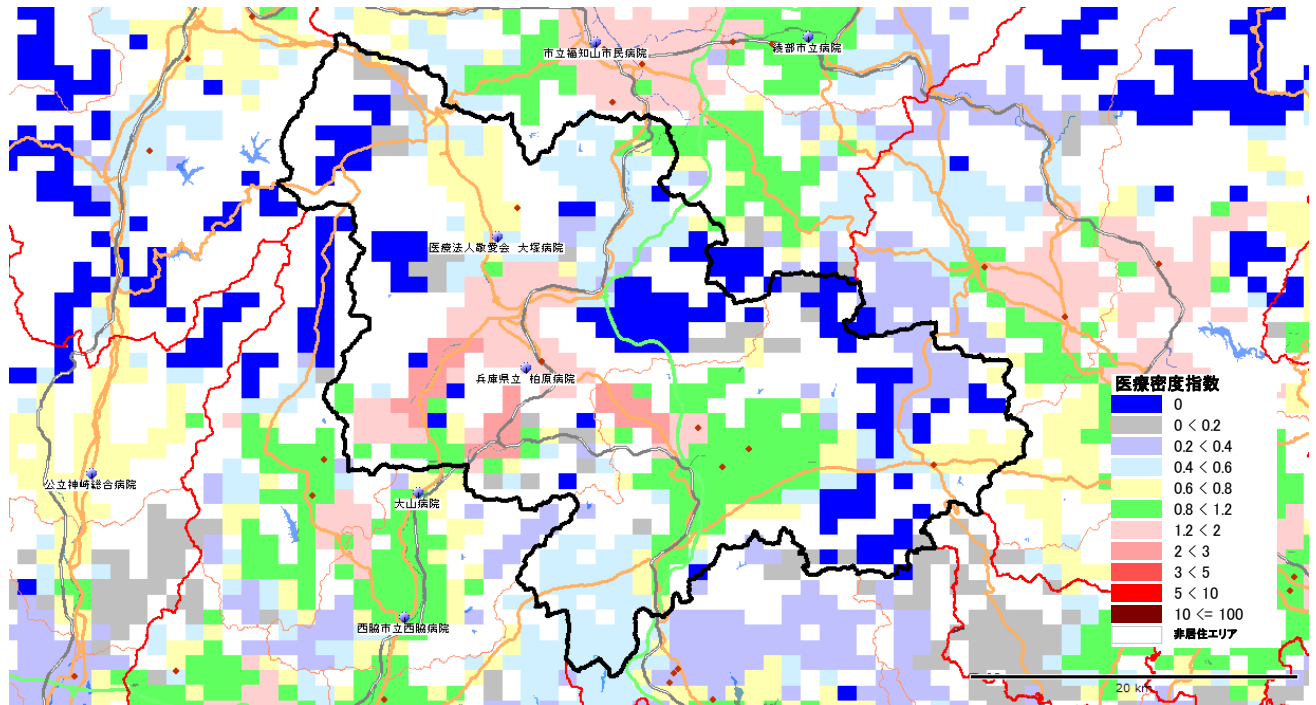 市立福知山市民病院
綾部市立病院
医療法人敬愛会 大塚病院
兵庫県立 柏原病院
公立神崎総合病院
大山病院
西脇市立西脇病院
医療密度指数
0
0 < 0.2
0.2 < 0.4
0.4 < 0.6
0.6 < 0.8
0.8 < 1.2
1.2 < 2
2 < 3
3 < 5
5 < 10
10 <= 100
非居住エリア
20 km